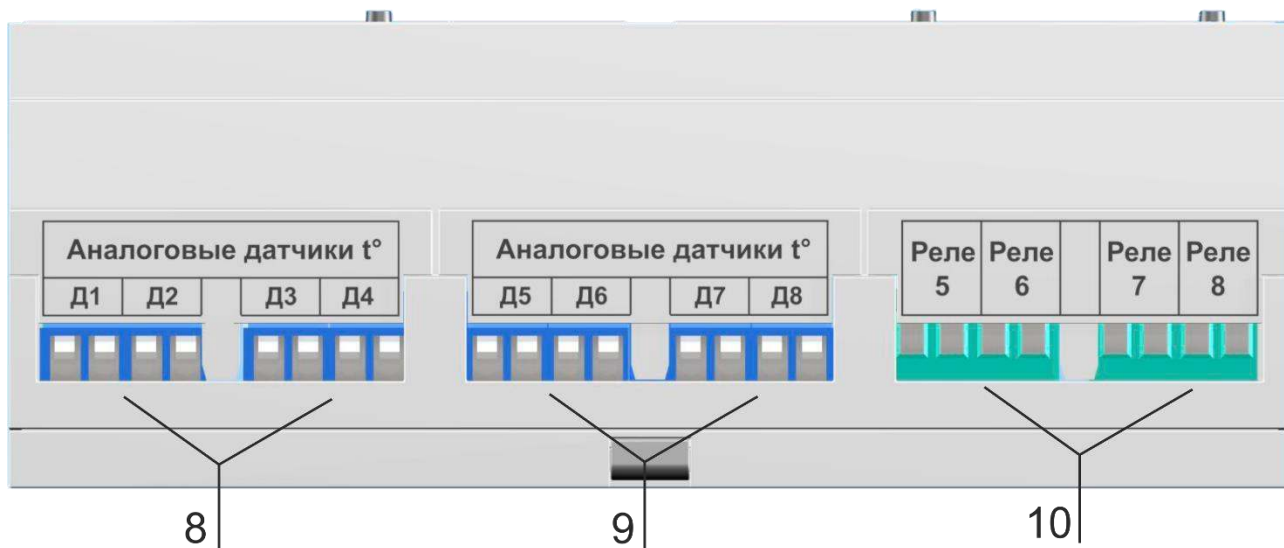 Аналоговые датчики t°
Д1 Д2 Д3 Д4
Аналоговые датчики t°
Д5 Д6 Д7 Д8
Реле 5
Реле 6
Реле 7
Реле 8
8
9
10